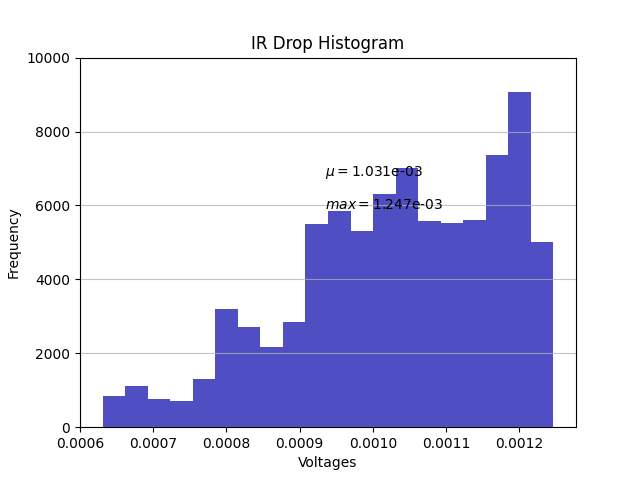 IR Drop Histogram
10000
8000
6000
4000
2000
0
Frequency
μ = 1.031e-03
max = 1.247e-03
0.0006 0.0007 0.0008 0.0009 0.0010 0.0011 0.0012
Voltages